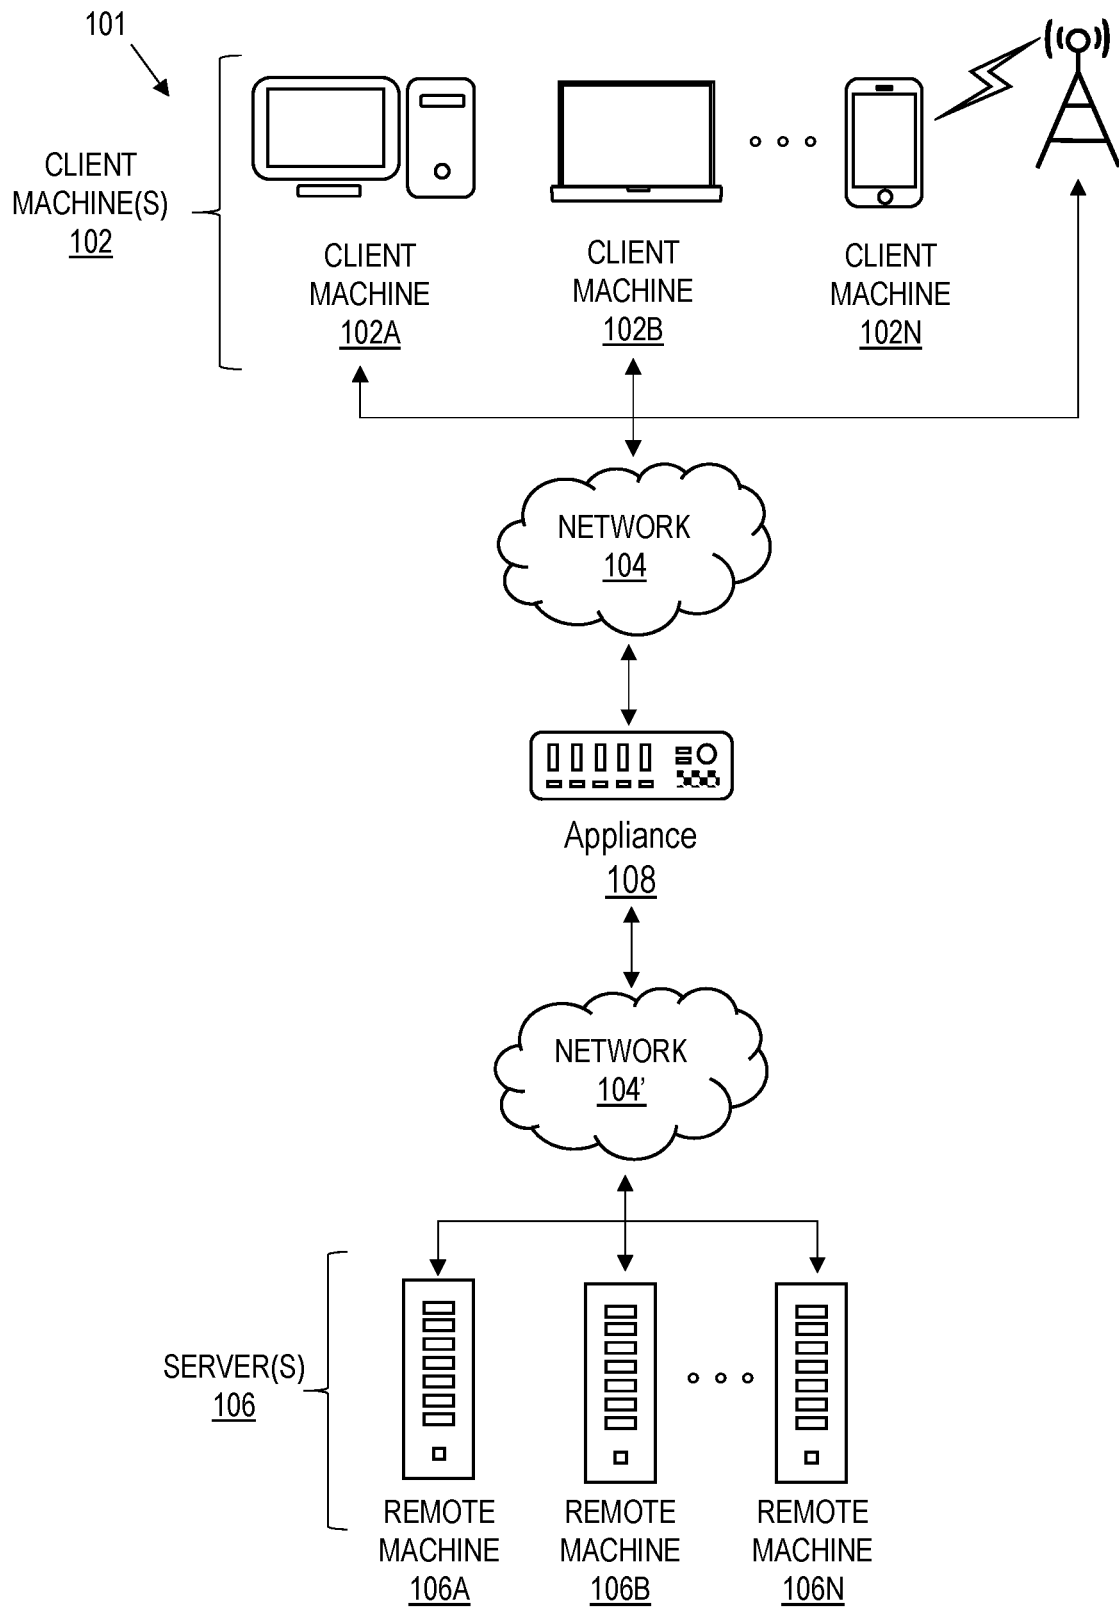 101
CLIENT
MACHINE(S)
102
CLIENT
MACHINE
102A
CLIENT
MACHINE
102B
CLIENT
MACHINE
102N
NETWORK
104
Appliance
108
NETWORK
104’
SERVER(S)
106
REMOTE
MACHINE
106A
REMOTE
MACHINE
106B
REMOTE
MACHINE
106N